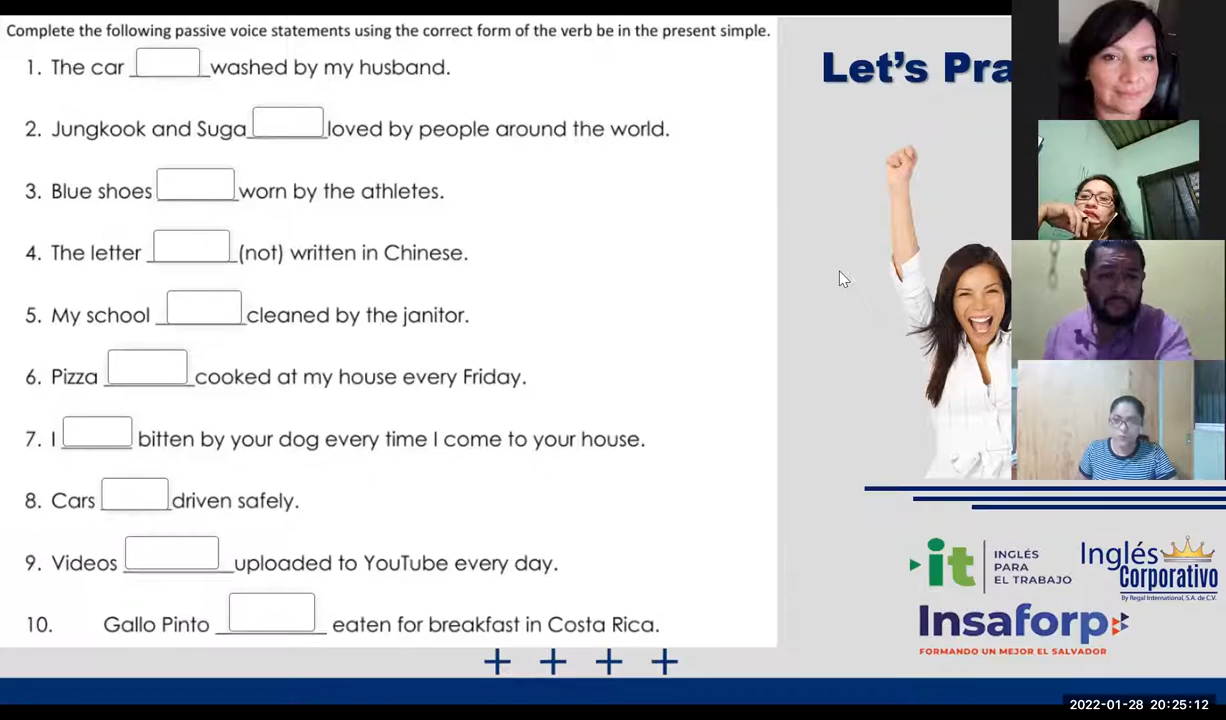 Complete the following passive voice statements using the correct form of the verb be in the present simple.
1. The car washed by my husband.
2. Jungkook and Suga loved by people around the world.
3. Blue shoes worn by the athletes.
4. The letter (not) written in Chinese.
5. My school cleaned by the janitor.
6. Pizza cooked at my house every Friday.
7. I bitten by your dog every time I come to your house.
8. Cars driven safely.
9. Videos uploaded to YouTube every day.
10. Gallo Pinto eaten for breakfast in Costa Rica.
Let's Pra
it INGLÉS PARA EL TRABAJO
Inglés Corporativo
By Regal International, S.A. de C.V.
Insaforp
FORMANDO UN MEJOR EL SALVADOR
2022-01-28 20:25:12